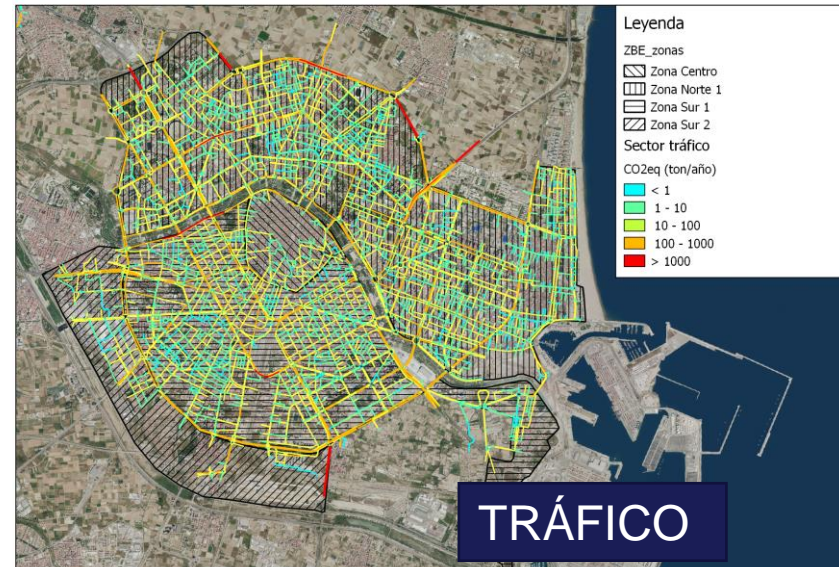 Leyenda
ZBE_zonas
Zona Centro
Zona Norte 1
Zona Sur 1
Zona Sur 2
Sector tráfico
CO2eq (ton/año)
< 1
1 - 10
10 - 100
100 - 1000
> 1000
TRÁFICO